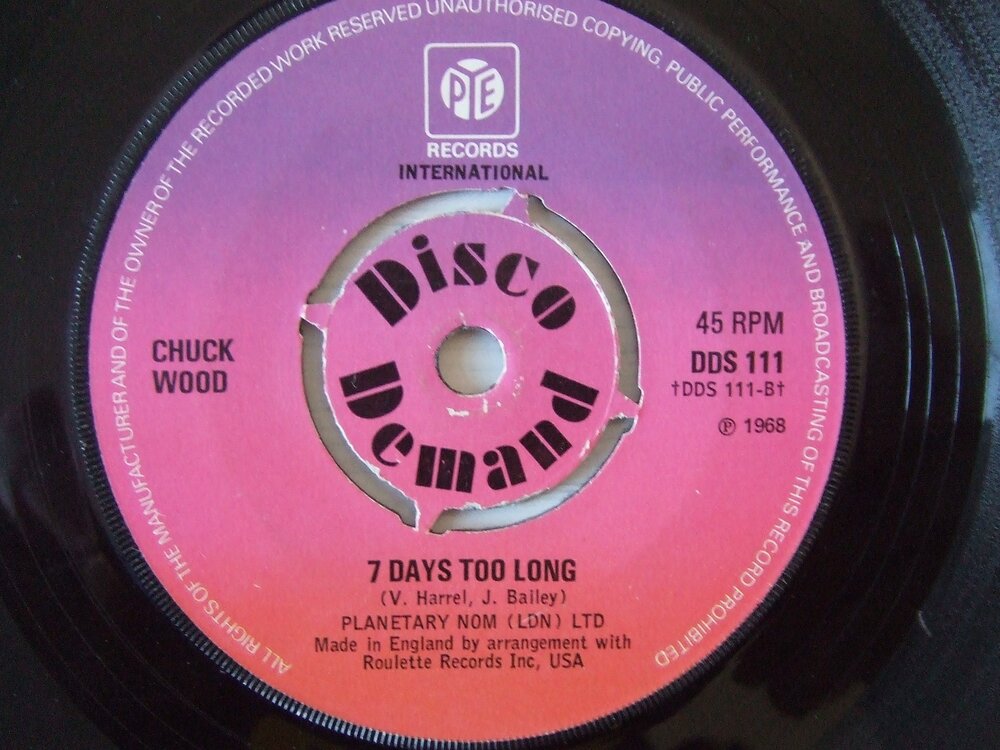 ALL RIGHTS OF THE MANUFACTURER AND OF THE OWNER OF THE RECORDED WORK RESERVED UNAUTHORISED COPYING, PUBLIC PERFORMANCE AND BROADCASTING OF THIS RECORD PROHIBITED
PYE
RECORDS
INTERNATIONAL
Disco
Demand
CHUCK
WOOD
45 RPM
DDS 111
†DDS 111-B†
℗ 1968
7 DAYS TOO LONG
(V. Harrel, J. Bailey)
PLANETARY NOM (LDN) LTD
Made in England by arrangement with
Roulette Records Inc, USA